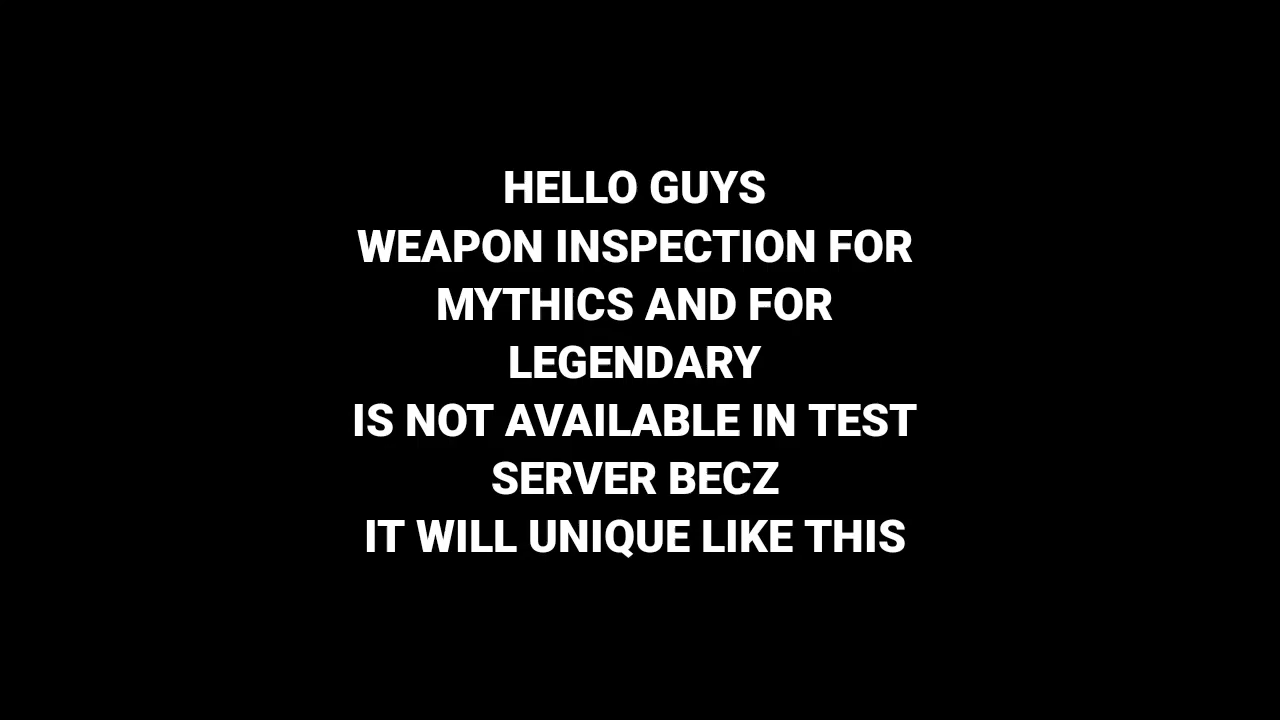 HELLO GUYS
WEAPON INSPECTION FOR
MYTHICS AND FOR
LEGENDARY
IS NOT AVAILABLE IN TEST
SERVER BECZ
IT WILL UNIQUE LIKE THIS